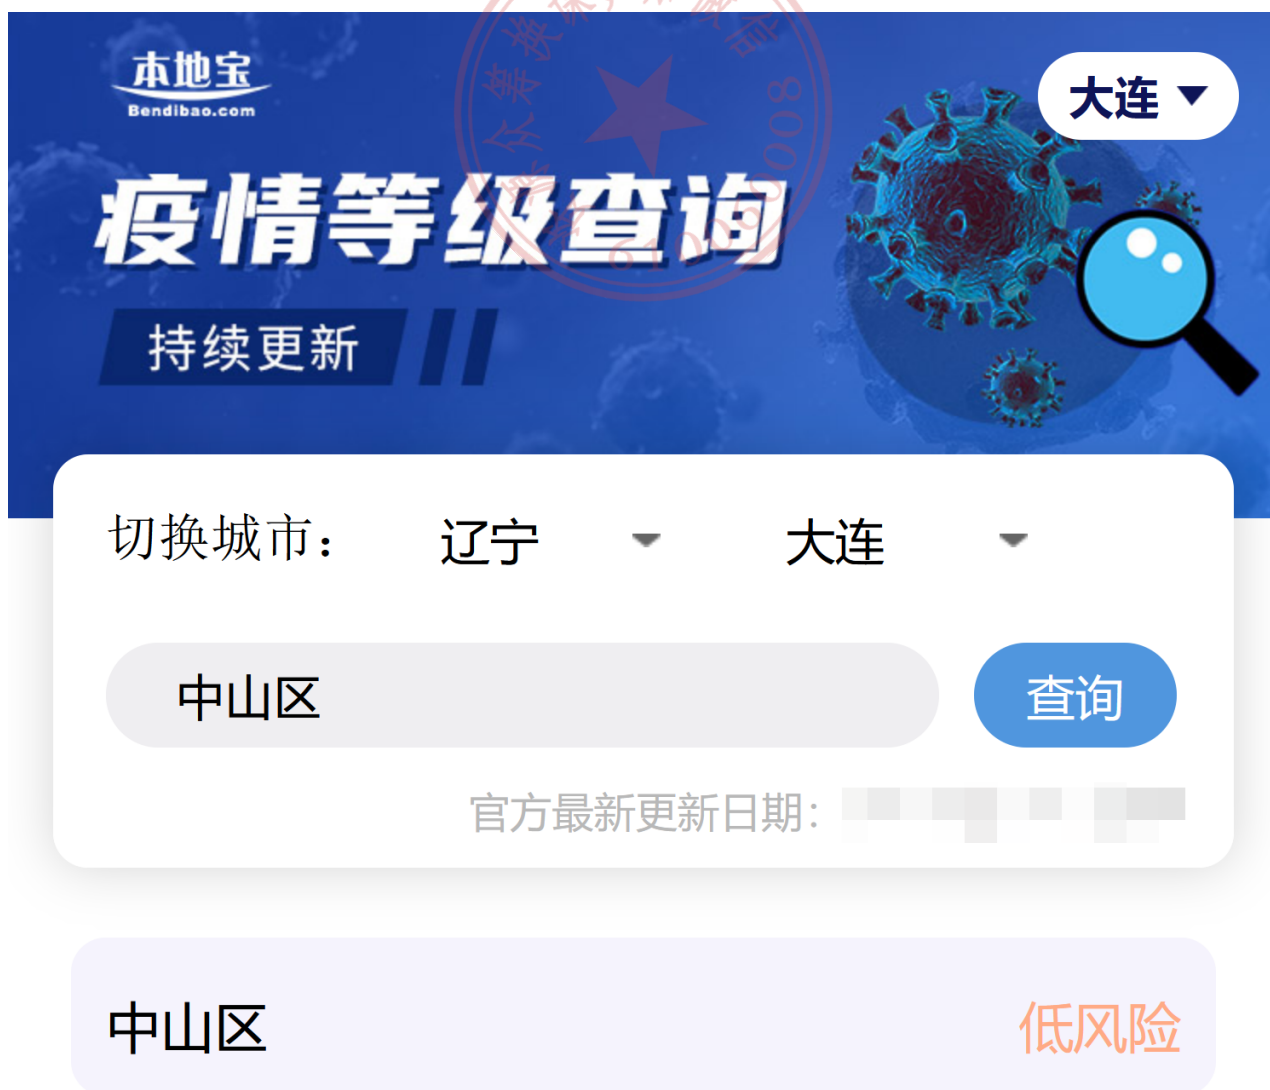 本地宝
Bendibao.com
大连
疫情等级查询
持续更新
切换城市： 辽宁 大连
中山区 查询
官方最新更新日期：
中山区 低风险